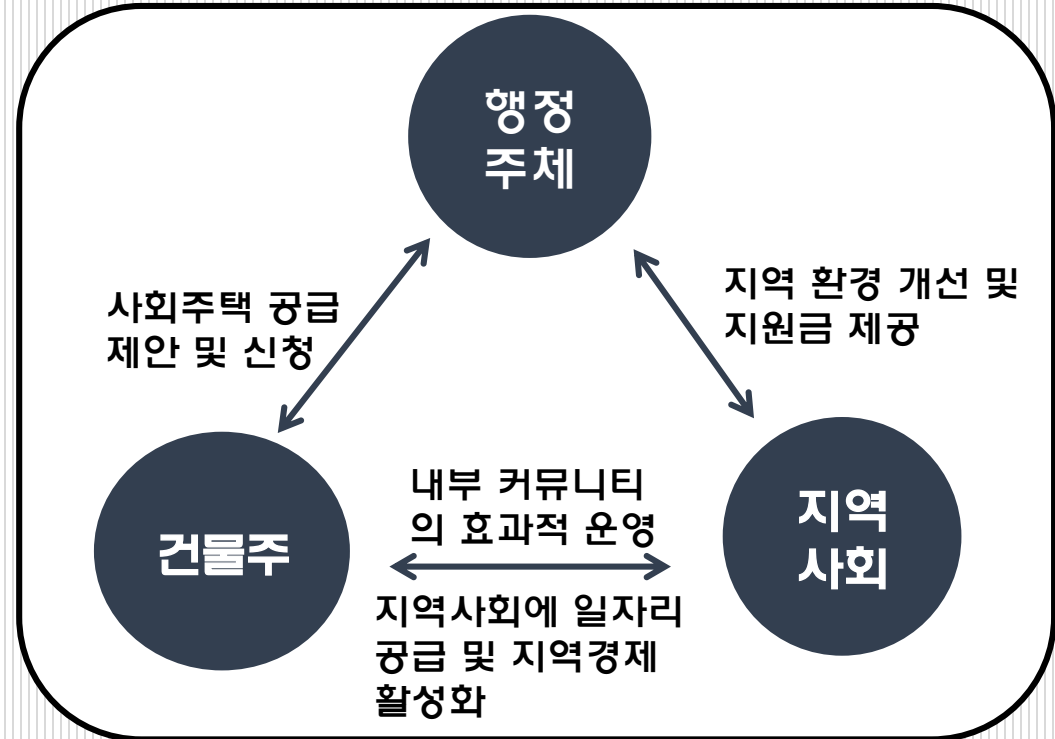 행정
주체
사회주택 공급
제안 및 신청
지역 환경 개선 및
지원금 제공
건물주
내부 커뮤니티
의 효과적 운영
지역사회에 일자리
공급 및 지역경제
활성화
지역
사회